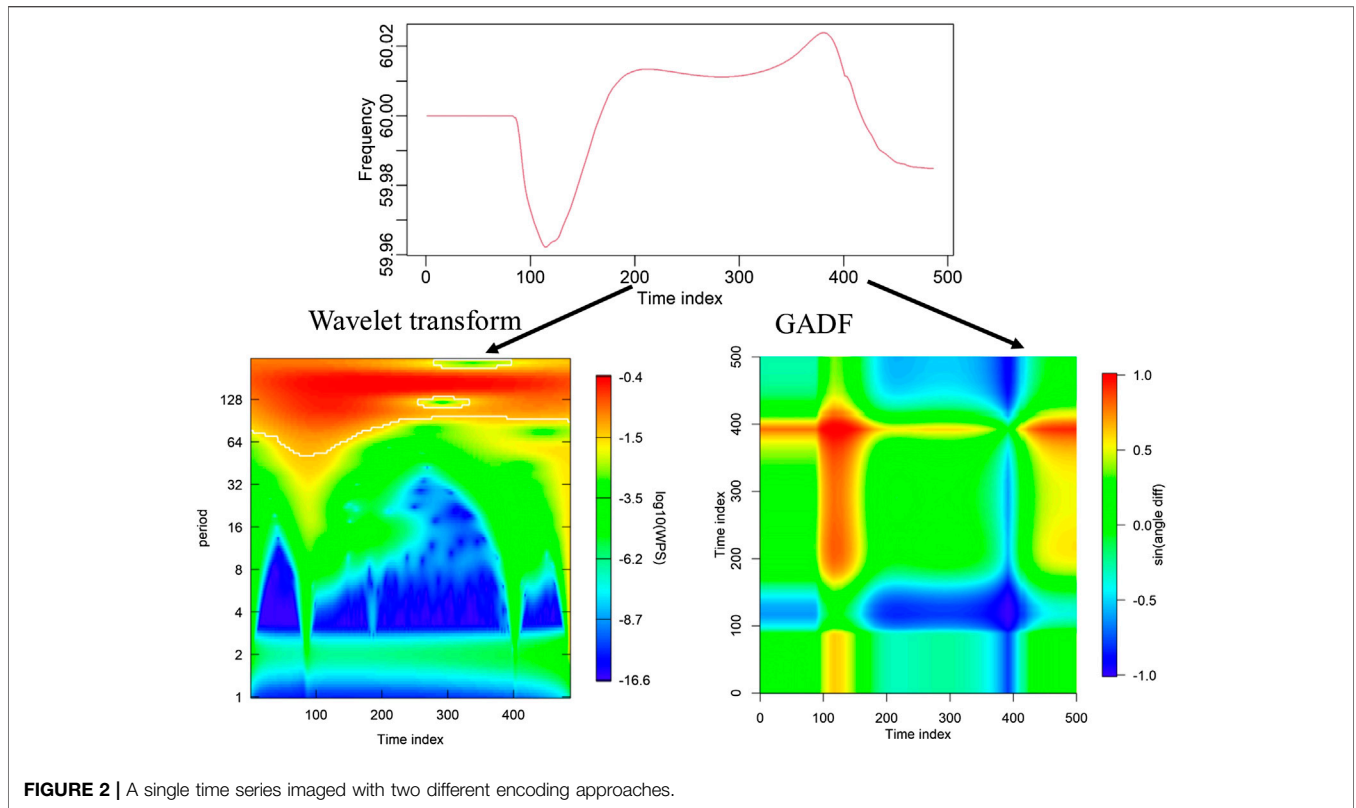 60.02
60.00
59.98
59.96
Frequency
0 100 200 300 400 500
Time index
Wavelet transform
GADF
128
64
32
16
8
4
2
1
period
100 200 300 400
Time index
-0.4
-1.5
-3.5
-6.2
-8.7
-16.6
log10(WPS)
500
400
300
200
100
0
Time index
0 100 200 300 400 500
Time index
1.0
0.5
0.0
-0.5
-1.0
sin(angle diff)
FIGURE 2 | A single time series imaged with two different encoding approaches.